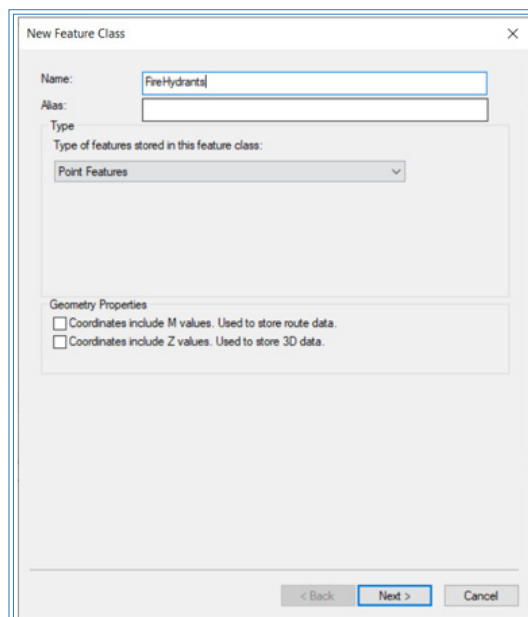 New Feature Class
Name:
FireHydrants
Alias:
Type
Type of features stored in this feature class:
Point Features
Geometry Properties
Coordinates include M values. Used to store route data.
Coordinates include Z values. Used to store 3D data.
< Back
Next >
Cancel